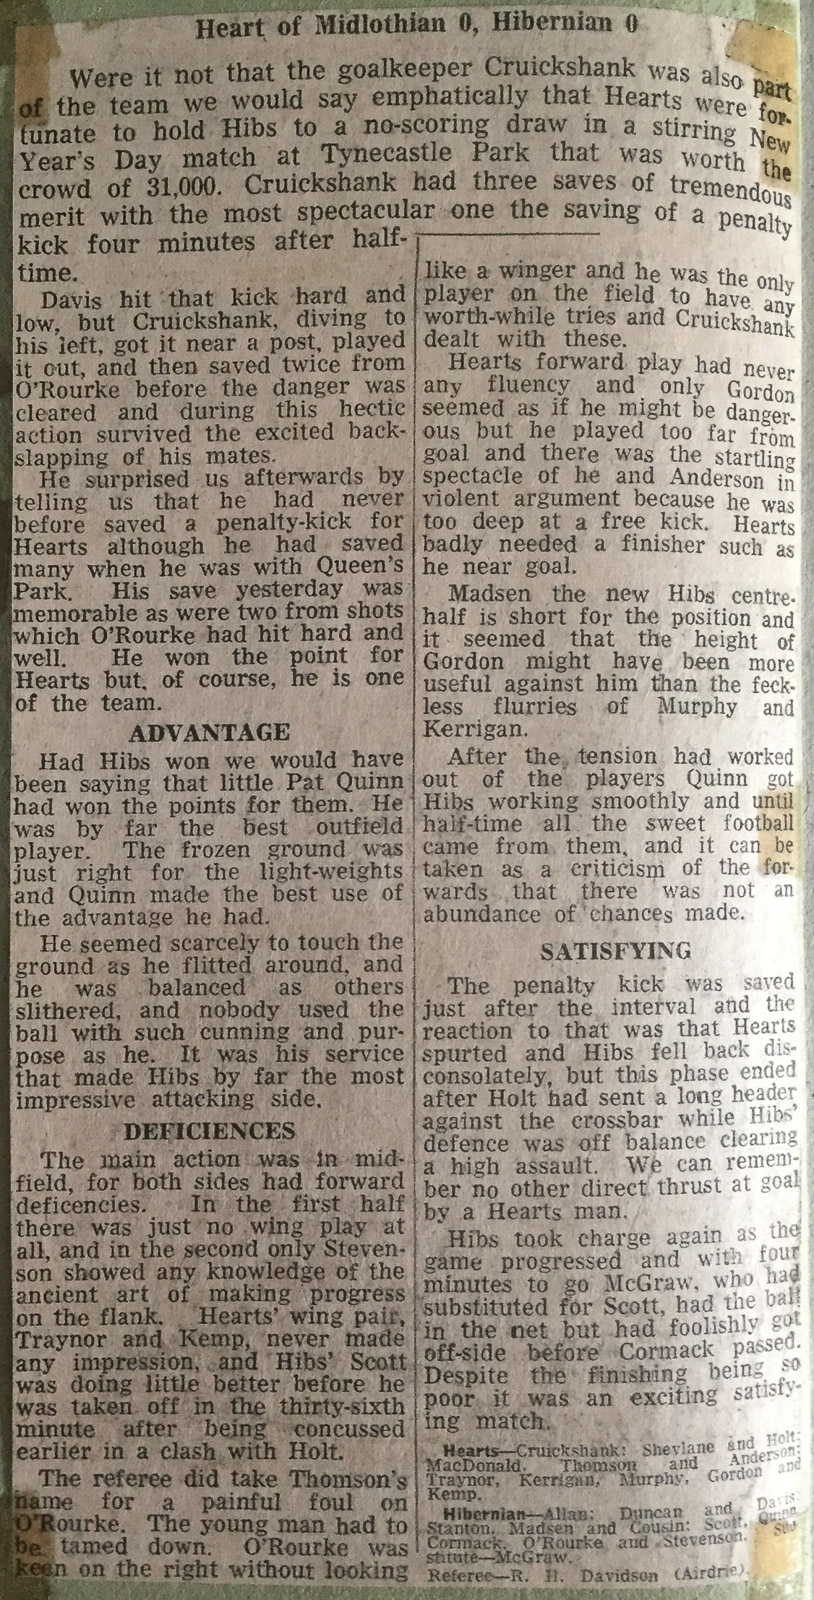 Heart of Midlothian 0, Hibernian 0
Were it not that the goalkeeper Cruickshank was also part
of the team we would say emphatically that Hearts were for-
tunate to hold Hibs to a no-scoring draw in a stirring New
Year's Day match at Tynecastle Park that was worth the
crowd of 31,000. Cruickshank had three saves of tremendous
merit with the most spectacular one the saving of a penalty
kick four minutes after half-
time.
Davis hit that kick hard and
low, but Cruickshank, diving to
his left, got it near a post, played
it out, and then saved twice from
O'Rourke before the danger was
cleared and during this hectic
action survived the excited back-
slapping of his mates.
He surprised us afterwards by
telling us that he had never
before saved a penalty-kick for
Hearts although he had saved
many when he was with Queen's
Park. His save yesterday was
memorable as were two from shots
which O'Rourke had hit hard and
well. He won the point for
Hearts but, of course, he is one
of the team.
ADVANTAGE
Had Hibs won we would have
been saying that little Pat Quinn
had won the points for them. He
was by far the best outfield
player. The frozen ground was
just right for the light-weights
and Quinn made the best use of
the advantage he had.
He seemed scarcely to touch the
ground as he flitted around, and
he was balanced as others
slithered, and nobody used the
ball with such cunning and pur-
pose as he. It was his service
that made Hibs by far the most
impressive attacking side.
DEFICIENCES
The main action was in mid-
field, for both sides had forward
deficencies. In the first half
there was just no wing play at
all, and in the second only Steven-
son showed any knowledge of the
ancient art of making progress
on the flank. Hearts' wing pair,
Traynor and Kemp, never made
any impression, and Hibs' Scott
was doing little better before he
was taken off in the thirty-sixth
minute after being concussed
earlier in a clash with Holt.
The referee did take Thomson's
name for a painful foul on
O'Rourke. The young man had to
be tamed down. O'Rourke was
keen on the right without looking
like a winger and he was the only
player on the field to have any
worth-while tries and Cruickshank
dealt with these.
Hearts forward play had never
any fluency and only Gordon
seemed as if he might be danger-
ous but he played too far from
goal and there was the startling
spectacle of he and Anderson in
violent argument because he was
too deep at a free kick. Hearts
badly needed a finisher such as
he near goal.
Madsen the new Hibs centre-
half is short for the position and
it seemed that the height of
Gordon might have been more
useful against him than the feck-
less flurries of Murphy and
Kerrigan.
After the tension had worked
out of the players Quinn got
Hibs working smoothly and until
half-time all the sweet football
came from them, and it can be
taken as a criticism of the for-
wards that there was not an
abundance of chances made.
SATISFYING
The penalty kick was saved
just after the interval and the
reaction to that was that Hearts
spurted and Hibs fell back dis-
consolately, but this phase ended
after Holt had sent a long header
against the crossbar while Hibs'
defence was off balance clearing
a high assault. We can remem-
ber no other direct thrust at goal
by a Hearts man.
Hibs took charge again as the
game progressed and with four
minutes to go McGraw, who had
substituted for Scott, had the ball
in the net but had foolishly got
off-side before Cormack passed.
Despite the finishing being so
poor it was an exciting satisfy-
ing match.
Hearts—Cruickshank: Shevlane and Holt:
MacDonald, Thomson and Anderson:
Traynor, Kerrigan, Murphy, Gordon and
Kemp.
Hibernian—Allan: Duncan and Davis:
Stanton, Madsen and Cousin: Scott, Quinn
Cormack, O'Rourke and Stevenson. Sub
stitute—McGraw.
Referee—R. H. Davidson (Airdrie).